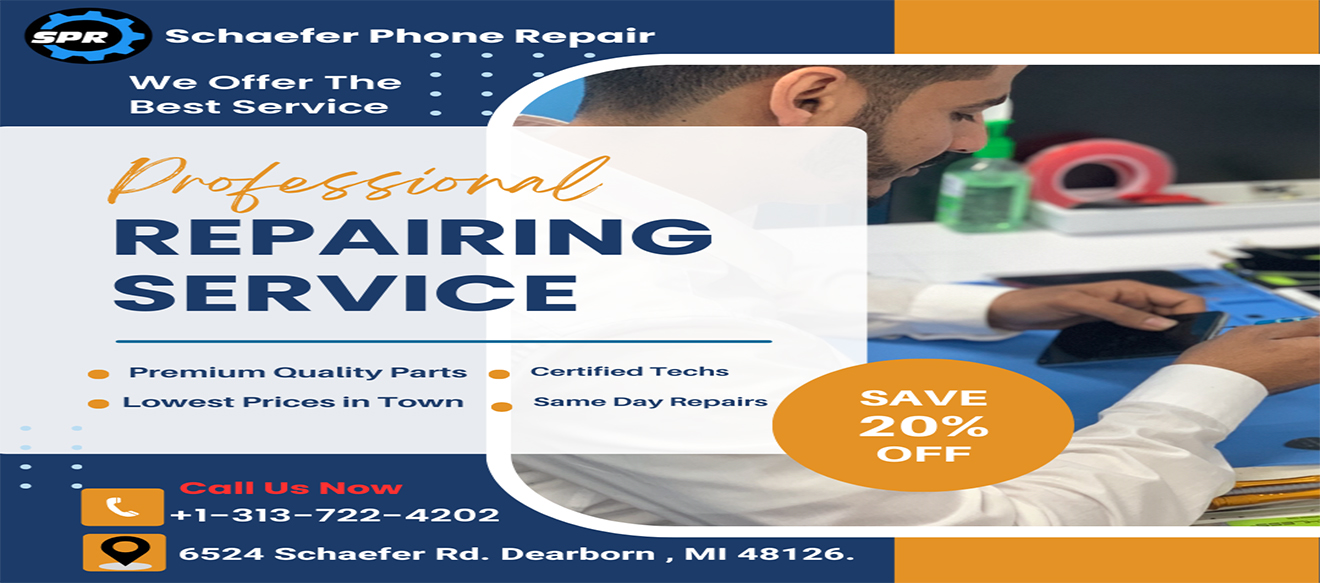 SPR
Schaefer Phone Repair
We Offer The
Best Service
Professional
REPAIRING
SERVICE
Premium Quality Parts
Certified Techs
Lowest Prices in Town
Same Day Repairs
SAVE
20%
OFF
Call Us Now
+1-313-722-4202
6524 Schaefer Rd. Dearborn , MI 48126.